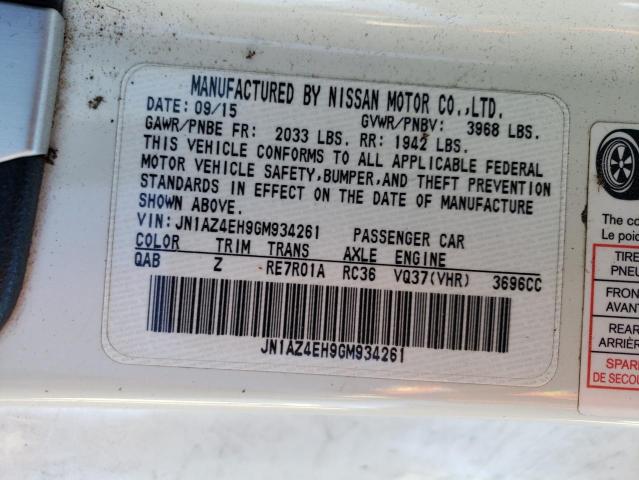 MANUFACTURED BY NISSAN MOTOR CO.,LTD.
DATE: 09/15 GVWR/PNBV: 3968 LBS.
GAWR/PNBE FR: 2033 LBS. RR: 1942 LBS.
THIS VEHICLE CONFORMS TO ALL APPLICABLE FEDERAL
MOTOR VEHICLE SAFETY,BUMPER,AND THEFT PREVENTION
STANDARDS IN EFFECT ON THE DATE OF MANUFACTURE
SHOWN ABOVE.
VIN: JN1AZ4EH9GM934261 PASSENGER CAR
COLOR TRIM TRANS AXLE ENGINE
QAB Z RE7R01A RC36 VQ37(VHR) 3696CC
JN1AZ4EH9GM934261
The co
Le poid
TIRE
PNEU
FRON
AVANT
REAR
ARRIÈR
SPAR
DE SECOU